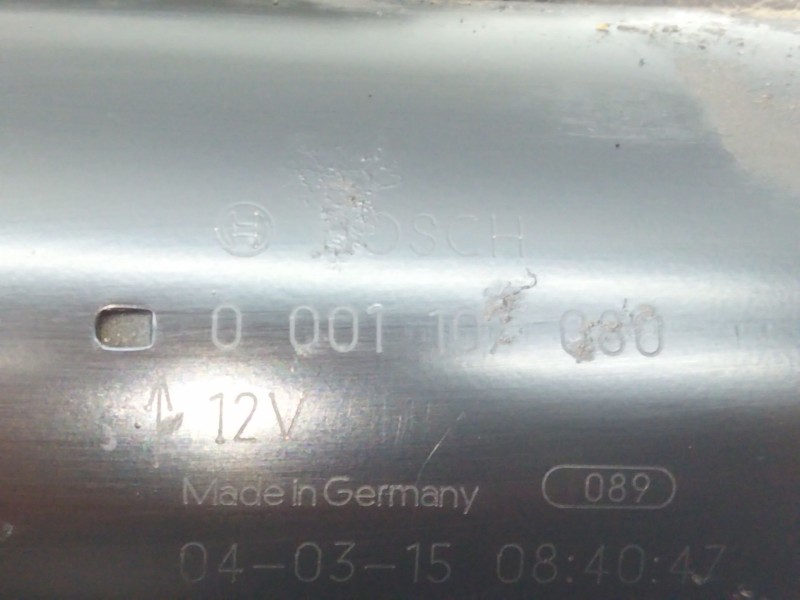 BOSCH
0 001
12V
Made in Germany 089
04-03-15 08:40:47